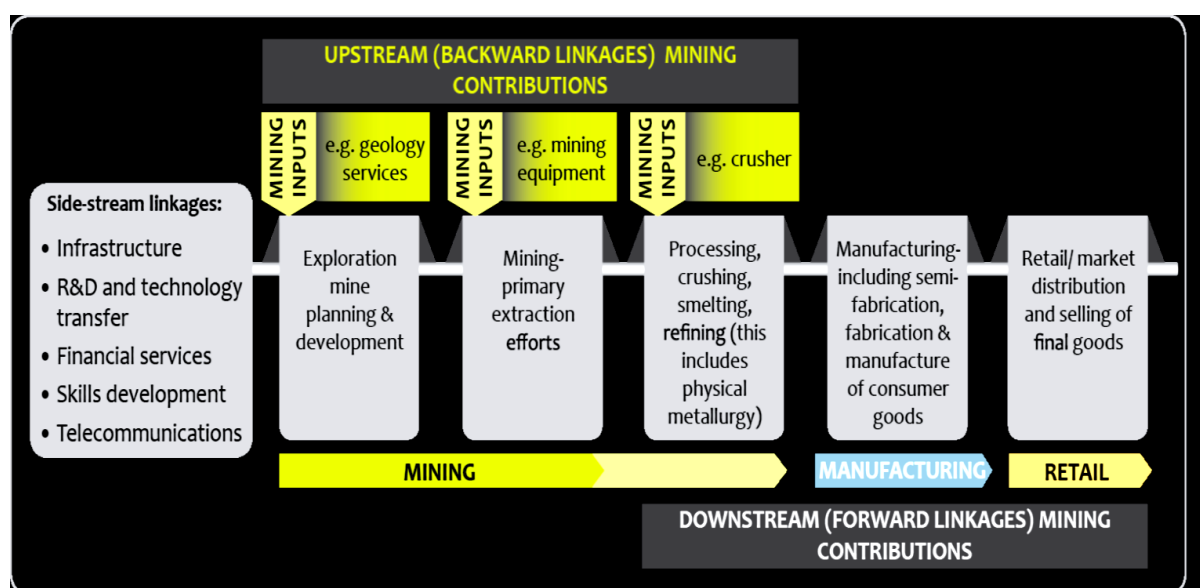 UPSTREAM (BACKWARD LINKAGES) MINING
CONTRIBUTIONS
MINING
INPUTS
e.g. geology
services
MINING
INPUTS
e.g. mining
equipment
MINING
INPUTS
e.g. crusher
Side-stream linkages:
• Infrastructure
• R&D and technology
transfer
• Financial services
• Skills development
• Telecommunications
Exploration
mine
planning &
development
Mining-
primary
extraction
efforts
Processing,
crushing,
smelting,
refining (this
includes
physical
metallurgy)
Manufacturing-
including semi-
fabrication,
fabrication &
manufacture
of consumer
goods
Retail/ market
distribution
and selling of
final goods
MINING
MANUFACTURING
RETAIL
DOWNSTREAM (FORWARD LINKAGES) MINING
CONTRIBUTIONS